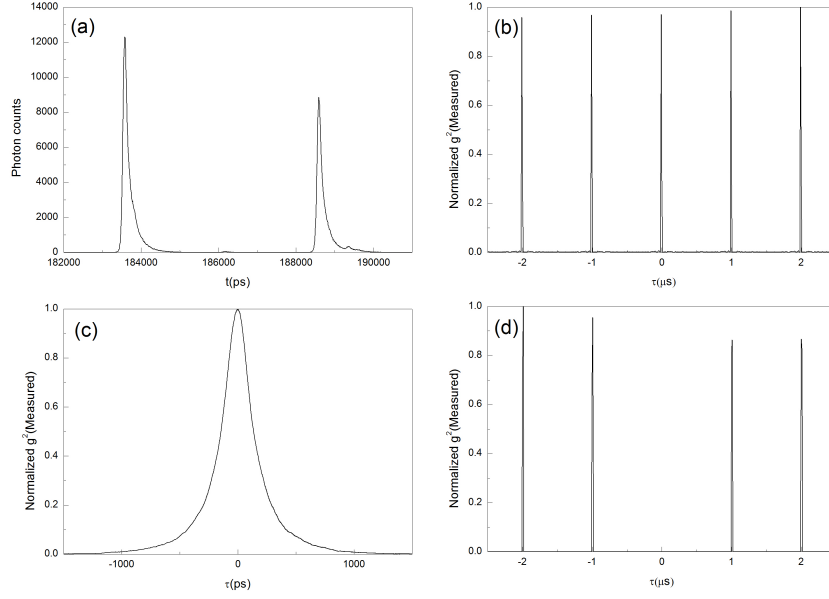 (a)
14000
12000
10000
8000
6000
4000
2000
0
Photon counts
182000 184000 186000 188000 190000
t(ps)
(b)
1.0
0.8
0.6
0.4
0.2
0.0
Normalized g²(Measured)
-2 -1 0 1 2
τ(μs)
(c)
1.0
0.8
0.6
0.4
0.2
0.0
Normalized g²(Measured)
-1000 0 1000
τ(ps)
(d)
1.0
0.8
0.6
0.4
0.2
0.0
Normalized g²(Measured)
-2 -1 0 1 2
τ(μs)